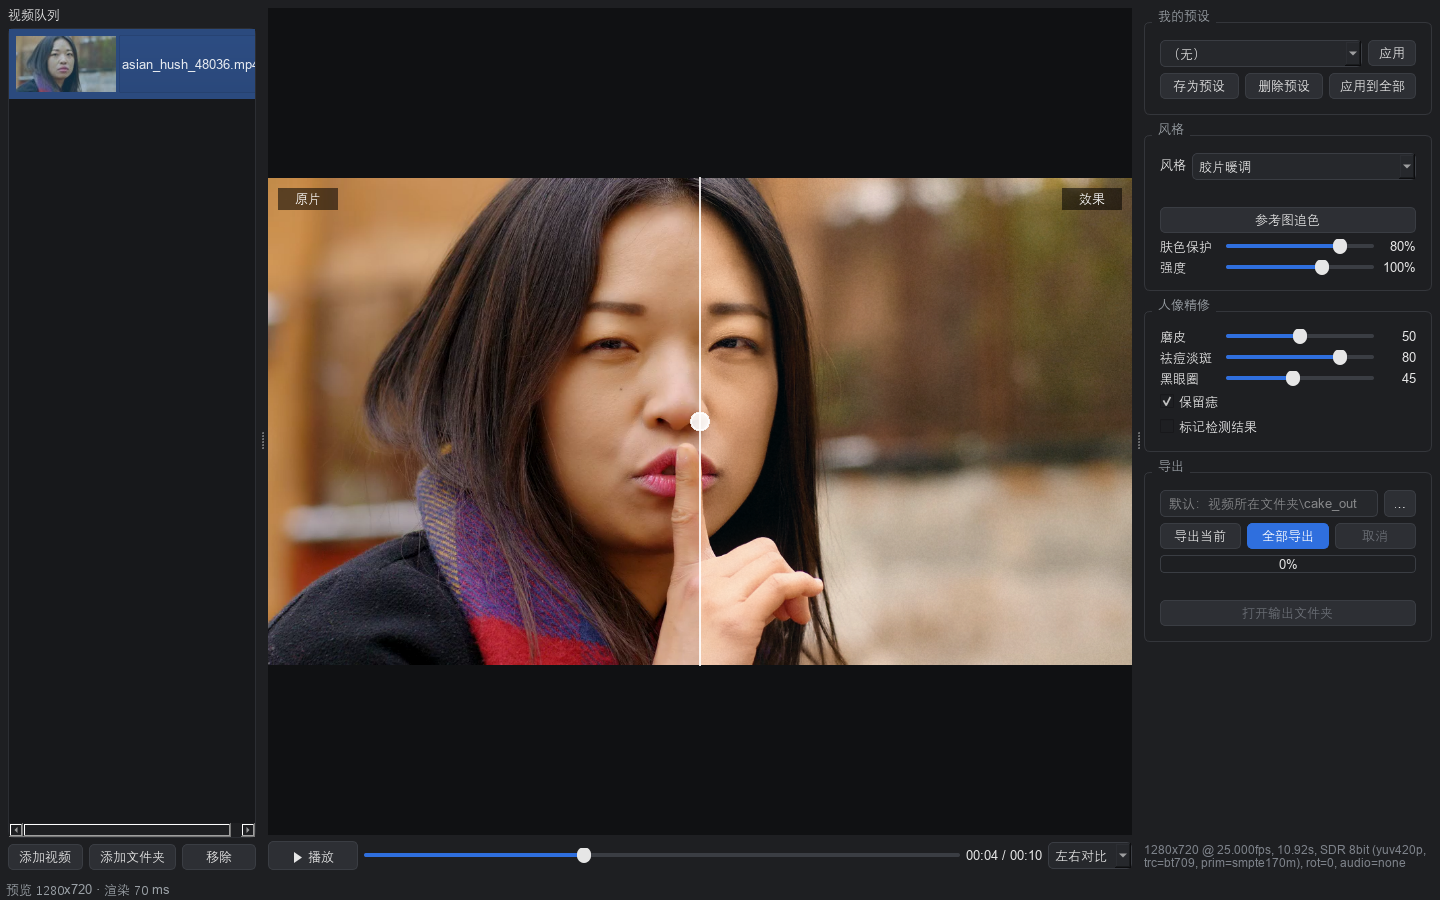 视频队列
asian_hush_48036.mp4
添加视频
添加文件夹
移除
原片
效果
播放
00:04 / 00:10
左右对比
我的预设
（无）
应用
存为预设
删除预设
应用到全部
风格
风格
胶片暖调
参考图追色
肤色保护
80%
强度
100%
人像精修
磨皮
50
祛痘淡斑
80
黑眼圈
45
保留痣
标记检测结果
导出
默认：视频所在文件夹\cake_out
...
导出当前
全部导出
取消
0%
打开输出文件夹
1280x720 @ 25.000fps, 10.92s, SDR 8bit (yuv420p,
trc=bt709, prim=smpte170m), rot=0, audio=none
预览 1280x720 · 渲染 70 ms